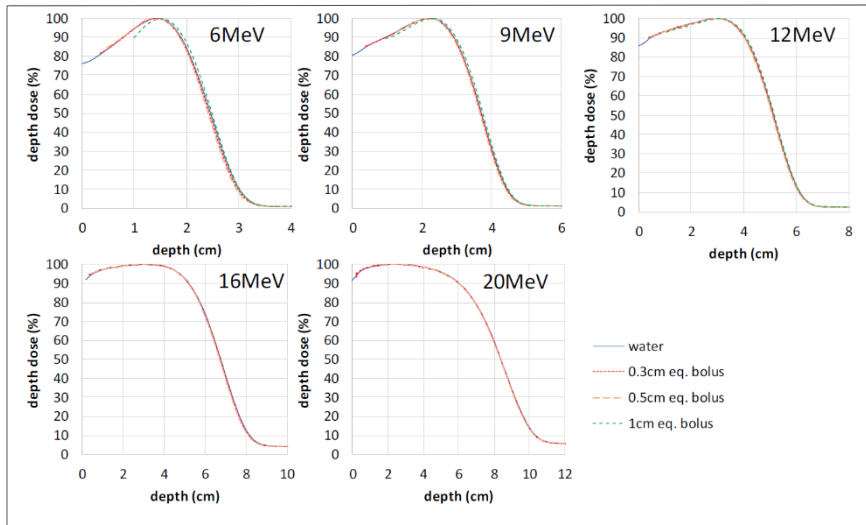 6MeV
depth dose (%)
100
90
80
70
60
50
40
30
20
10
0
0 1 2 3 4
depth (cm)
9MeV
depth dose (%)
100
90
80
70
60
50
40
30
20
10
0
0 2 4 6
depth (cm)
12MeV
depth dose (%)
100
90
80
70
60
50
40
30
20
10
0
0 2 4 6 8
depth (cm)
16MeV
depth dose (%)
100
90
80
70
60
50
40
30
20
10
0
0 2 4 6 8 10
depth (cm)
20MeV
depth dose (%)
100
90
80
70
60
50
40
30
20
10
0
0 2 4 6 8 10 12
depth (cm)
water
0.3cm eq. bolus
0.5cm eq. bolus
1cm eq. bolus